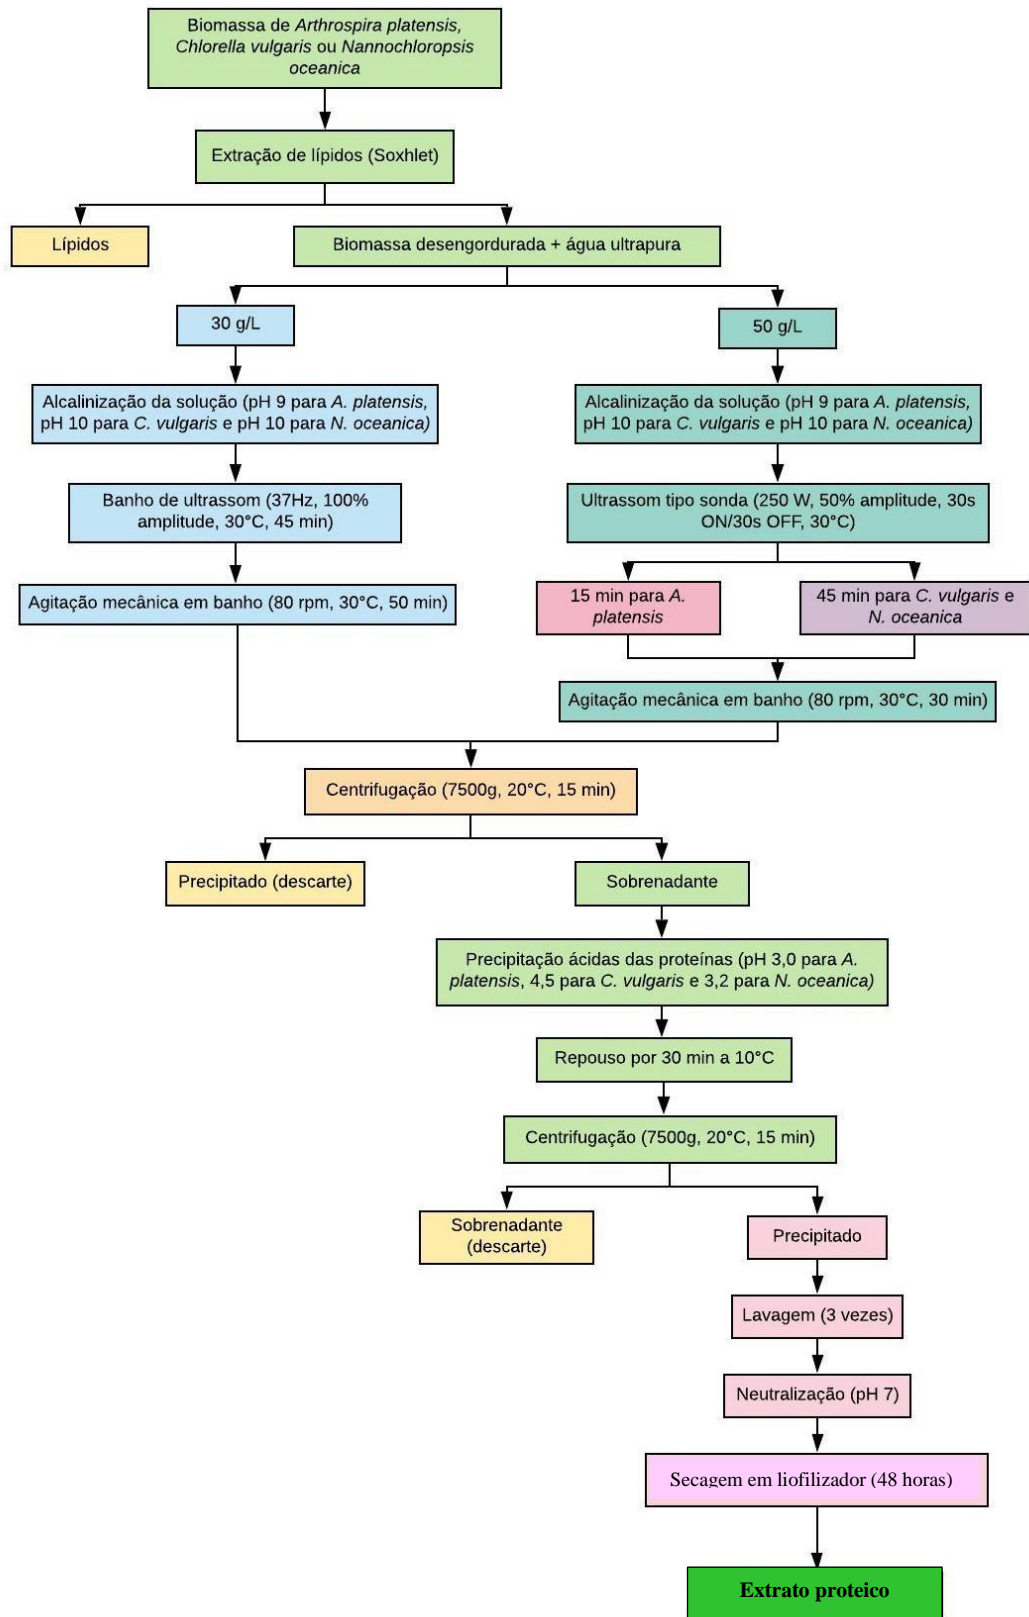 Biomassa de Arthrospira platensis,
Chlorella vulgaris ou Nannochloropsis
oceanica
Extração de lípidos (Soxhlet)
Lípidos
Biomassa desengordurada + água ultrapura
30 g/L
50 g/L
Alcalinização da solução (pH 9 para A. platensis,
pH 10 para C. vulgaris e pH 10 para N. oceanica)
Alcalinização da solução (pH 9 para A. platensis,
pH 10 para C. vulgaris e pH 10 para N. oceanica)
Banho de ultrassom (37Hz, 100%
amplitude, 30°C, 45 min)
Ultrassom tipo sonda (250 W, 50% amplitude, 30s
ON/30s OFF, 30°C)
Agitação mecânica em banho (80 rpm, 30°C, 50 min)
15 min para A.
platensis
45 min para C. vulgaris e
N. oceanica
Agitação mecânica em banho (80 rpm, 30°C, 30 min)
Centrifugação (7500g, 20°C, 15 min)
Precipitado (descarte)
Sobrenadante
Precipitação ácidas das proteínas (pH 3,0 para A.
platensis, 4,5 para C. vulgaris e 3,2 para N. oceanica)
Repouso por 30 min a 10°C
Centrifugação (7500g, 20°C, 15 min)
Sobrenadante
(descarte)
Precipitado
Lavagem (3 vezes)
Neutralização (pH 7)
Secagem em liofilizador (48 horas)
Extrato proteico